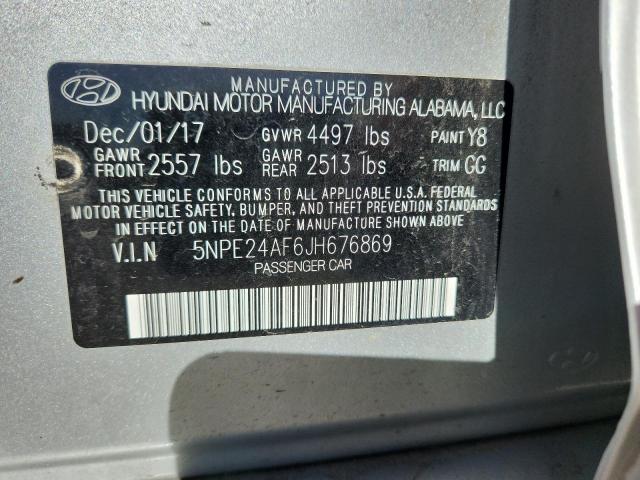 MANUFACTURED BY
HYUNDAI MOTOR MANUFACTURING ALABAMA, LLC
Dec/01/17 GVWR 4497 lbs PAINT Y8
GAWR FRONT 2557 lbs GAWR REAR 2513 lbs TRIM GG
THIS VEHICLE CONFORMS TO ALL APPLICABLE U.S.A. FEDERAL
MOTOR VEHICLE SAFETY, BUMPER, AND THEFT PREVENTION STANDARDS
IN EFFECT ON THE DATE OF MANUFACTURE SHOWN ABOVE
V.I.N 5NPE24AF6JH676869
PASSENGER CAR